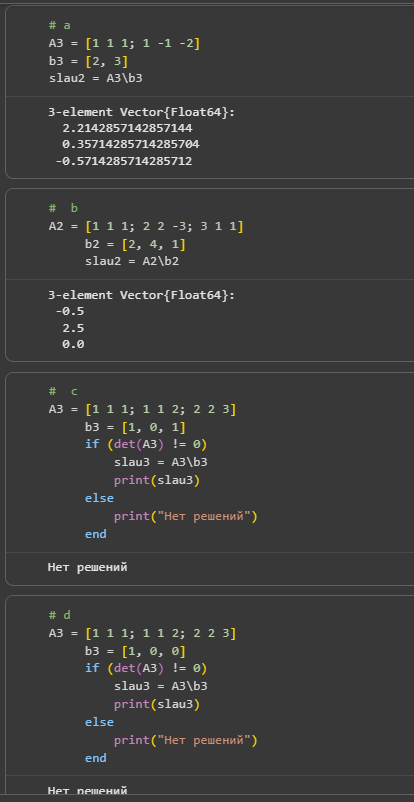 # a
A3 = [1 1 1; 1 -1 -2]
b3 = [2, 3]
slau2 = A3\b3
3-element Vector{Float64}:
2.2142857142857144
0.35714285714285704
-0.5714285714285712
# b
A2 = [1 1 1; 2 2 -3; 3 1 1]
b2 = [2, 4, 1]
slau2 = A2\b2
3-element Vector{Float64}:
-0.5
2.5
0.0
# c
A3 = [1 1 1; 1 1 2; 2 2 3]
b3 = [1, 0, 1]
if (det(A3) != 0)
slau3 = A3\b3
print(slau3)
else
print("Нет решений")
end
Нет решений
# d
A3 = [1 1 1; 1 1 2; 2 2 3]
b3 = [1, 0, 0]
if (det(A3) != 0)
slau3 = A3\b3
print(slau3)
else
print("Нет решений")
end
Нет решений